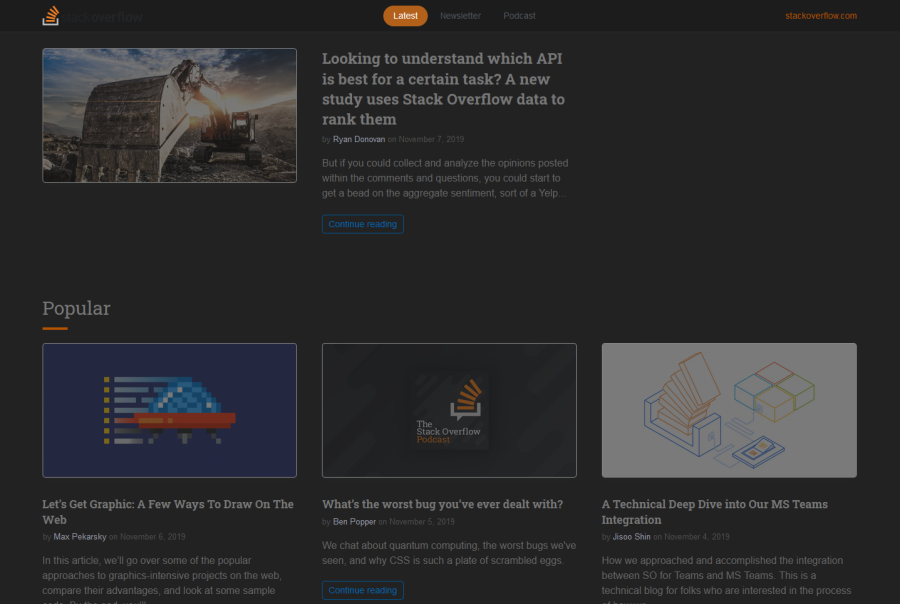 stackoverflow
Latest
Newsletter
Podcast
stackoverflow.com
Looking to understand which API
is best for a certain task? A new
study uses Stack Overflow data to
rank them
by Ryan Donovan on November 7, 2019
But if you could collect and analyze the opinions posted
within the comments and questions, you could start to
get a bead on the aggregate sentiment, sort of a Yelp…
Continue reading
Popular
The
Stack Overflow
Podcast
Let's Get Graphic: A Few Ways To Draw On The
Web
by Max Pekarsky on November 6, 2019
In this article, we'll go over some of the popular
approaches to graphics-intensive projects on the web,
compare their advantages, and look at some sample
What's the worst bug you've ever dealt with?
by Ben Popper on November 5, 2019
We chat about quantum computing, the worst bugs we've
seen, and why CSS is such a plate of scrambled eggs.
Continue reading
A Technical Deep Dive into Our MS Teams
Integration
by Jisoo Shin on November 4, 2019
How we approached and accomplished the integration
between SO for Teams and MS Teams. This is a
technical blog for folks who are interested in the process